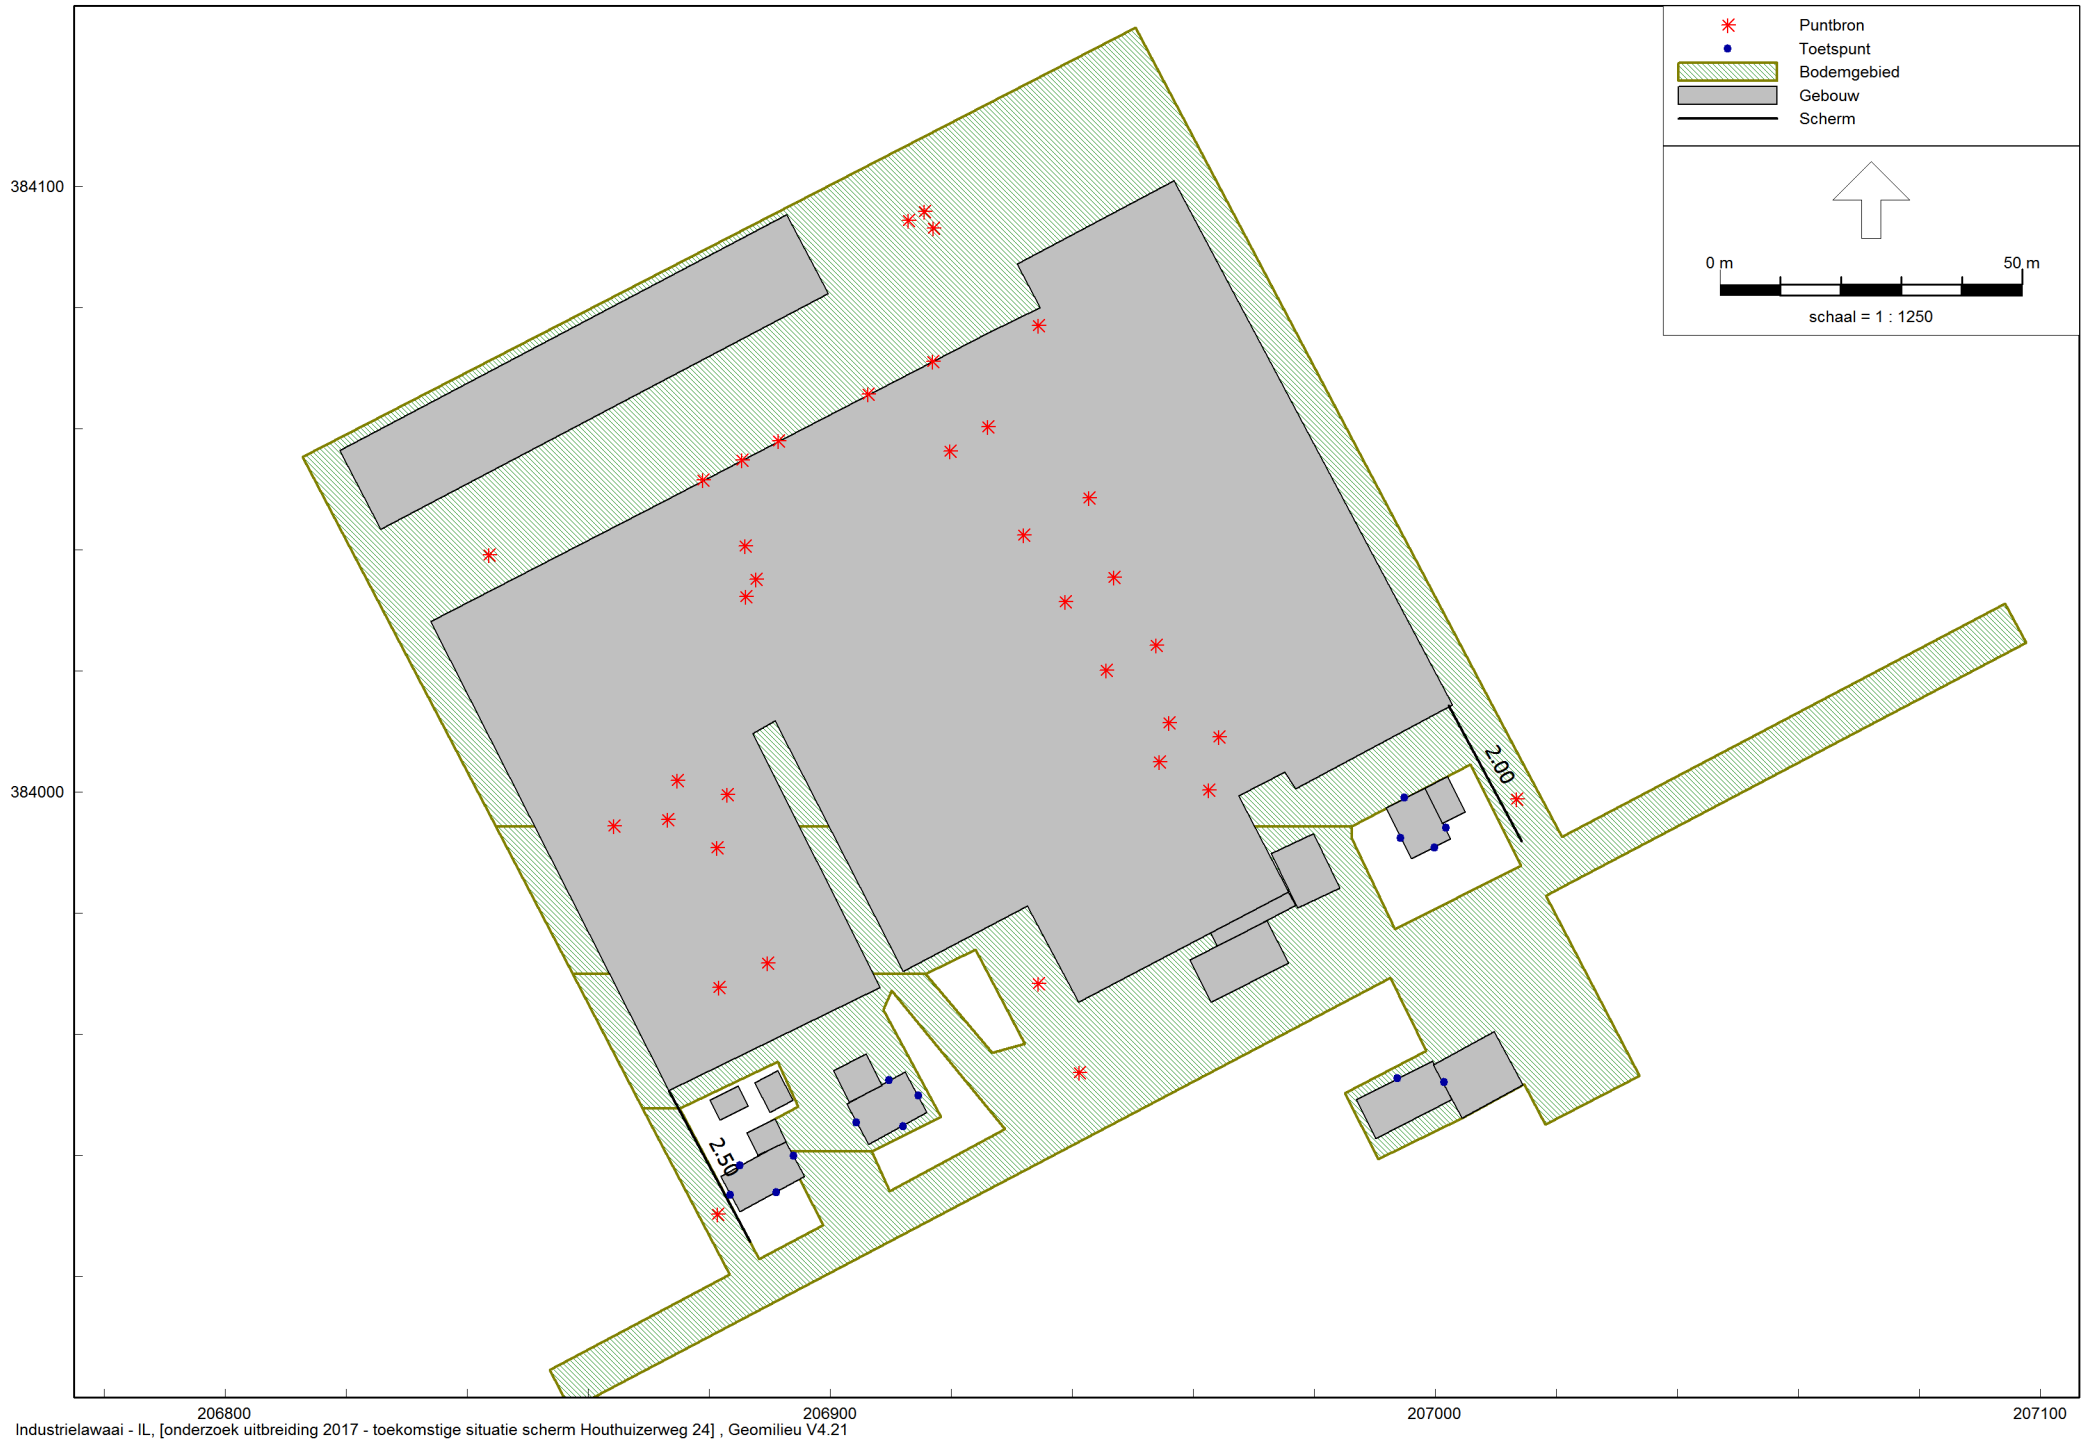 Puntbron
Toetspunt
Bodemgebied
Gebouw
Scherm
0 m 50 m
schaal = 1 : 1250
384100
384000
2.00
2.50
206800 206900 207000 207100
Industrielawaai - IL, [onderzoek uitbreiding 2017 - toekomstige situatie scherm Houthuizerweg 24] , Geomilieu V4.21